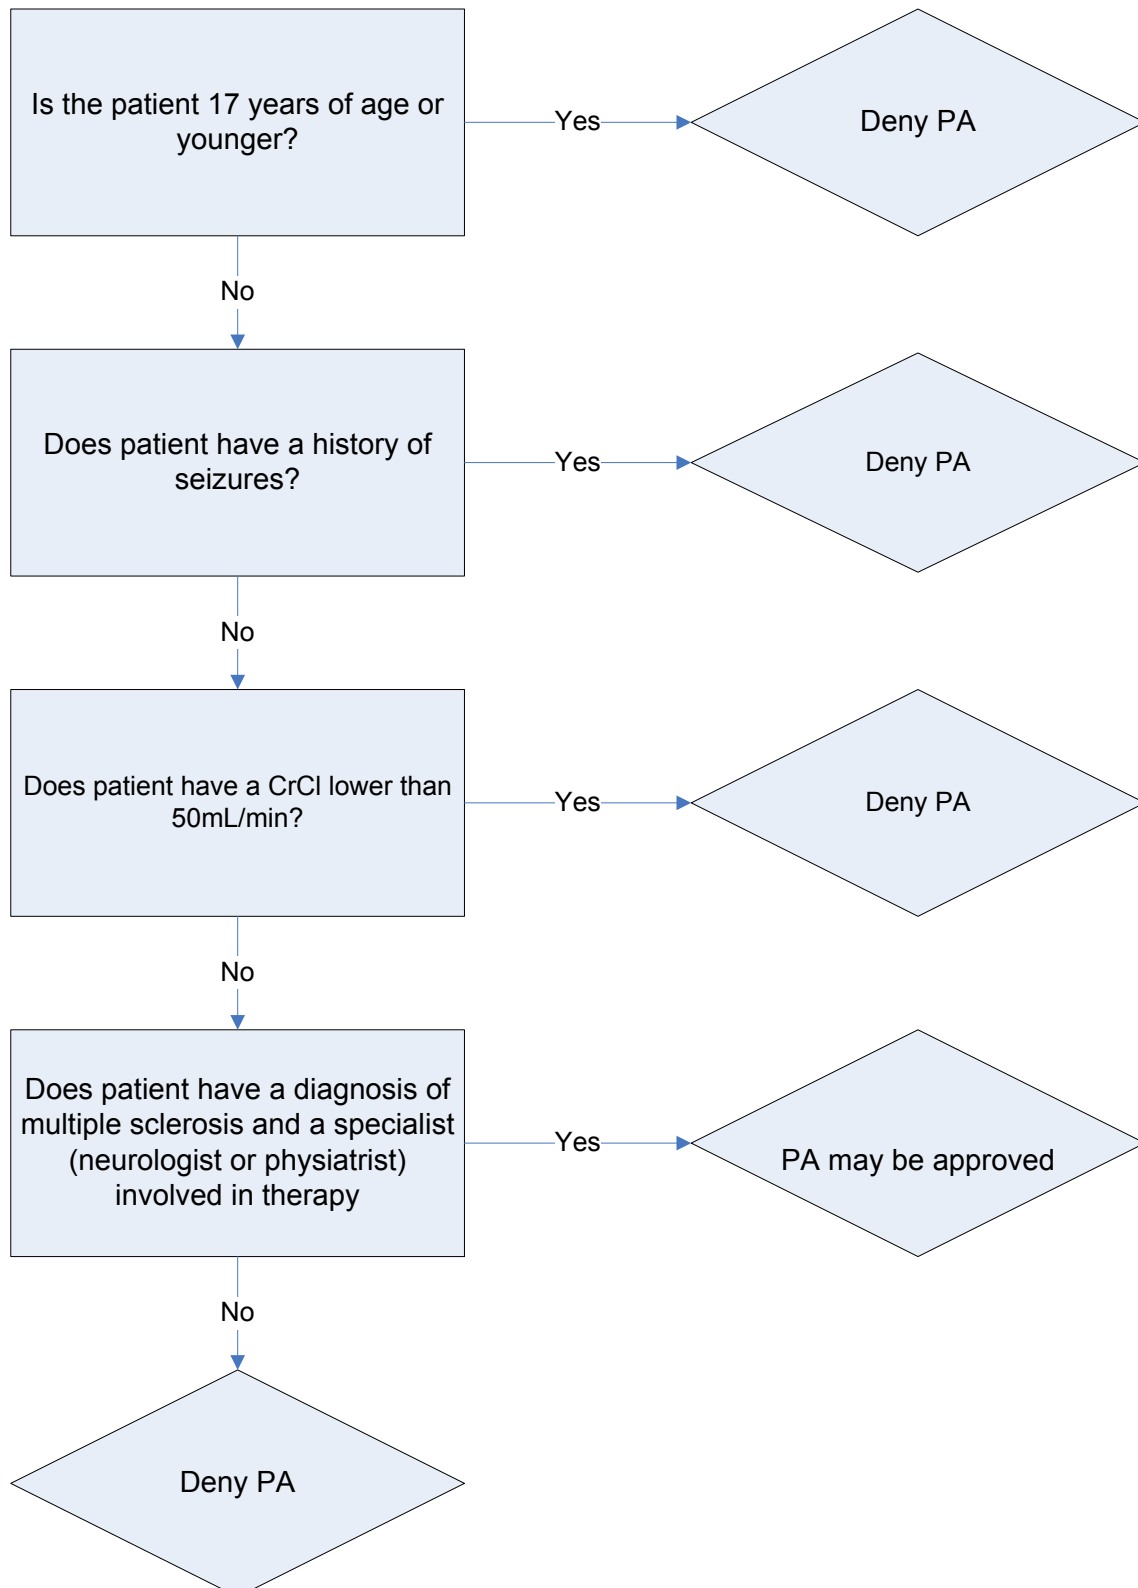 Is the patient 17 years of age or
younger?
Yes
Deny PA
No
Does patient have a history of
seizures?
Yes
Deny PA
No
Does patient have a CrCl lower than
50mL/min?
Yes
Deny PA
No
Does patient have a diagnosis of
multiple sclerosis and a specialist
(neurologist or physiatrist)
involved in therapy
Yes
PA may be approved
No
Deny PA